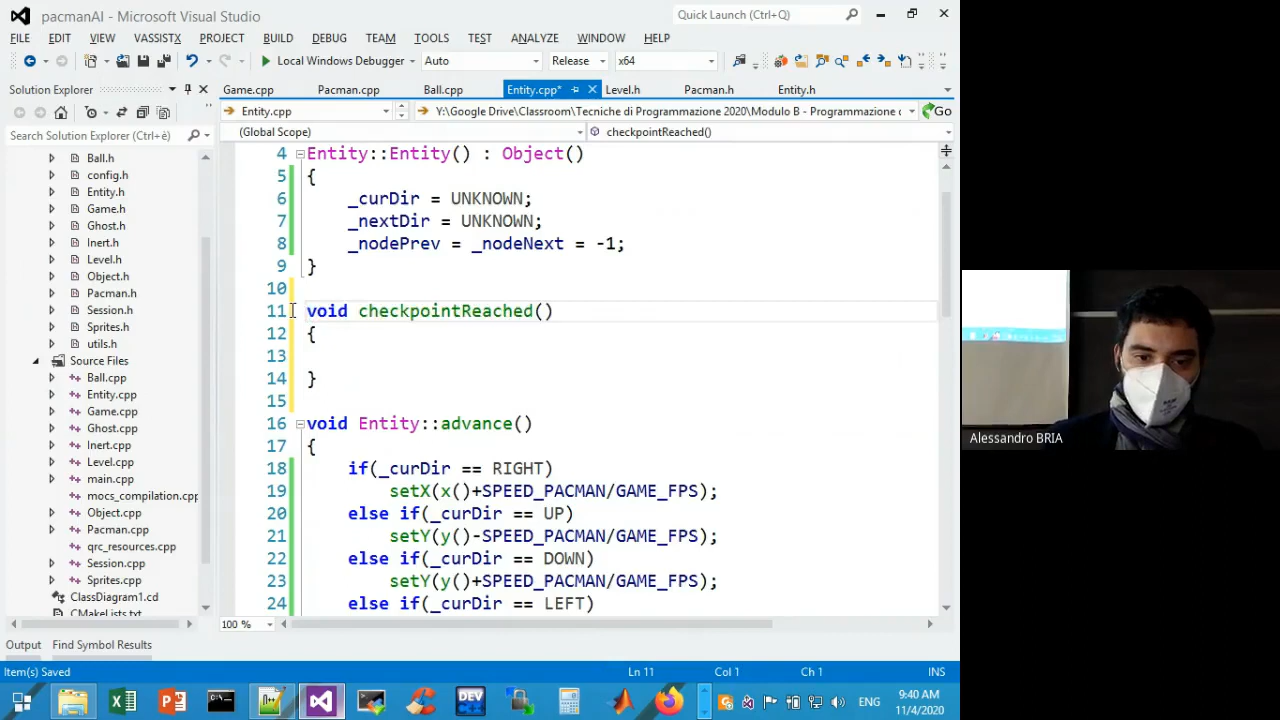 pacmanAI - Microsoft Visual Studio
Quick Launch (Ctrl+Q)
FILE EDIT VIEW VASSISTX PROJECT BUILD DEBUG TEAM TOOLS TEST ANALYZE WINDOW HELP
Local Windows Debugger Auto Release x64
Solution Explorer
Game.cpp Pacman.cpp Ball.cpp Entity.cpp* Level.h Pacman.h Entity.h
Entity.cpp Y:\Google Drive\Classroom\Tecniche di Programmazione 2020\Modulo B - Programmazione c Go
Search Solution Explorer (Ctrl+è)
(Global Scope) checkpointReached()
Ball.h
config.h
Entity.h
Game.h
Ghost.h
Inert.h
Level.h
Object.h
Pacman.h
Session.h
Sprites.h
utils.h
Source Files
Ball.cpp
Entity.cpp
Game.cpp
Ghost.cpp
Inert.cpp
Level.cpp
main.cpp
mocs_compilation.cpp
Object.cpp
Pacman.cpp
qrc_resources.cpp
Session.cpp
Sprites.cpp
ClassDiagram1.cd
CMakeLists.txt
4 Entity::Entity() : Object()
5 {
6 _curDir = UNKNOWN;
7 _nextDir = UNKNOWN;
8 _nodePrev = _nodeNext = -1;
9 }
10
11 void checkpointReached()
12 {
13
14 }
15
16 void Entity::advance()
17 {
18 if(_curDir == RIGHT)
19 setX(x()+SPEED_PACMAN/GAME_FPS);
20 else if(_curDir == UP)
21 setY(y()-SPEED_PACMAN/GAME_FPS);
22 else if(_curDir == DOWN)
23 setY(y()+SPEED_PACMAN/GAME_FPS);
24 else if(_curDir == LEFT)
100 %
Output Find Symbol Results
Item(s) Saved Ln 11 Col 1 Ch 1 INS
DEV
ENG
9:40 AM
11/4/2020
Alessandro BRIA